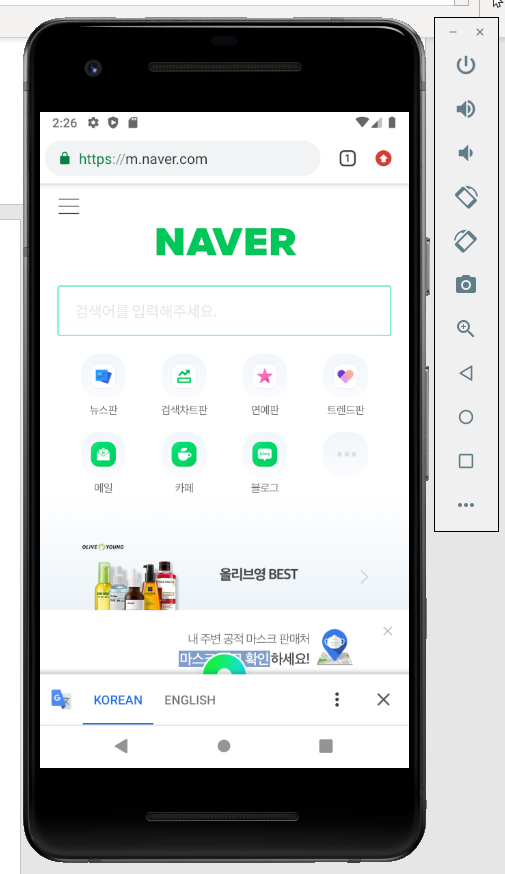 2:26
https://m.naver.com
1
NAVER
검색어를 입력해주세요.
뉴스판 검색차트판 연예판 트렌드판
메일 카페 블로그
OLIVE YOUNG
올리브영 BEST
내 주변 공적 마스크 판매처
확인하세요!
KOREAN ENGLISH